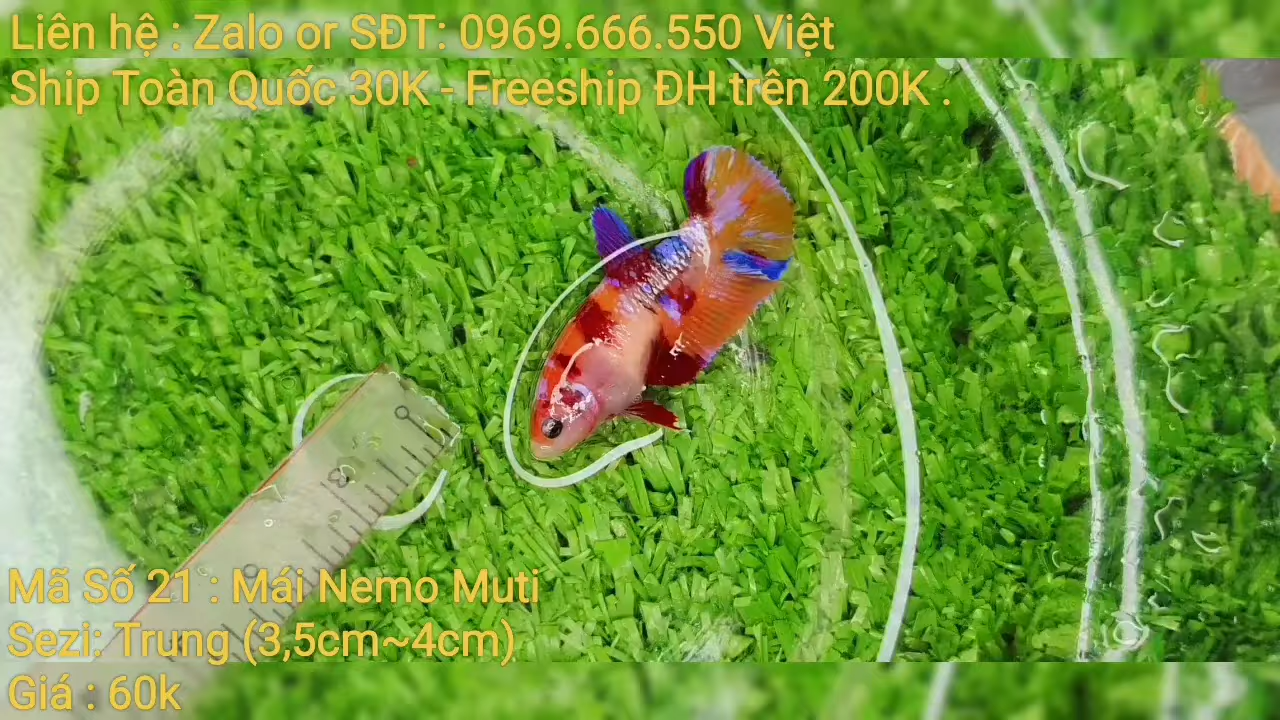 Liên hệ : Zalo or SĐT: 0969.666.550 Việt
Ship Toàn Quốc 30K - Freeship ĐH trên 200K .
Mã Số 21 : Mái Nemo Muti
Sezi: Trung (3,5cm~4cm)
Giá : 60k